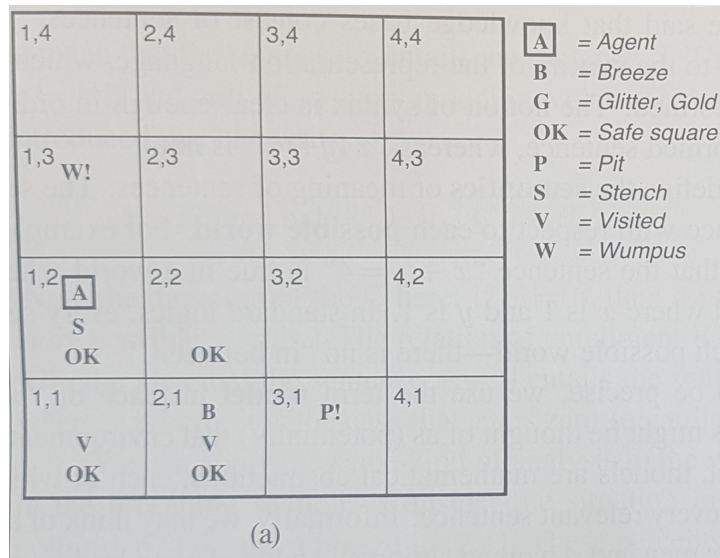 1,4 2,4 3,4 4,4
1,3 W! 2,3 3,3 4,3
1,2 A 2,2 3,2 4,2
S
OK OK
1,1 2,1 B 3,1 P! 4,1
V V
OK OK
(a)
A = Agent
B = Breeze
G = Glitter, Gold
OK = Safe square
P = Pit
S = Stench
V = Visited
W = Wumpus